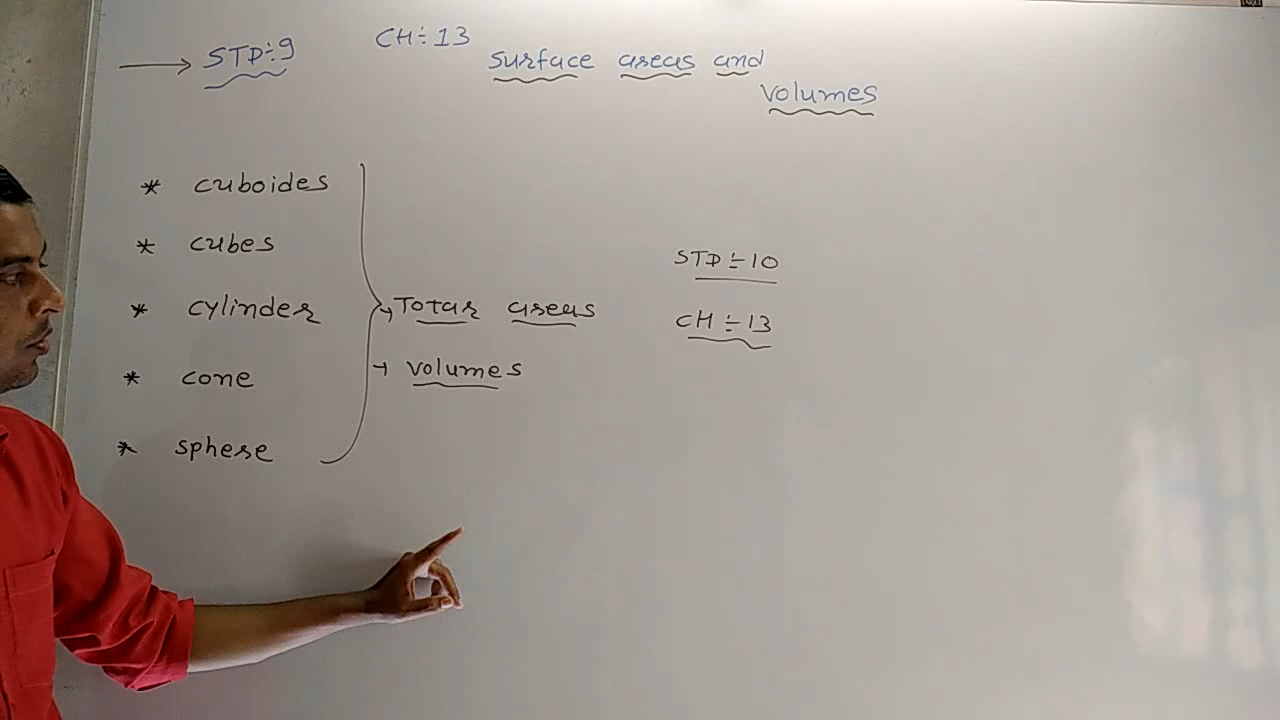 → STD÷9 CH÷13 Surface areas and
volumes
* cuboides
* cubes
* cylinder
* cone
* sphere
→ Total areas
→ volumes
STD÷10
CH÷13